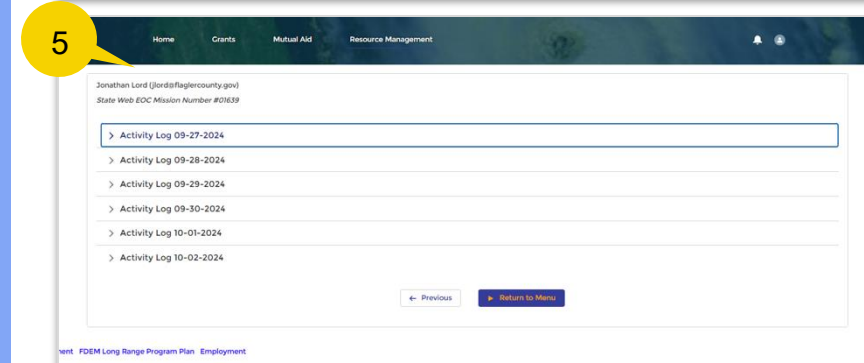 5
Home Grants Mutual Aid Resource Management
Jonathan Lord (jlord@flaglercounty.gov)
State Web EOC Mission Number #01639
> Activity Log 09-27-2024
> Activity Log 09-28-2024
> Activity Log 09-29-2024
> Activity Log 09-30-2024
> Activity Log 10-01-2024
> Activity Log 10-02-2024
← Previous ► Return to Menu
FDEM Long Range Program Plan Employment